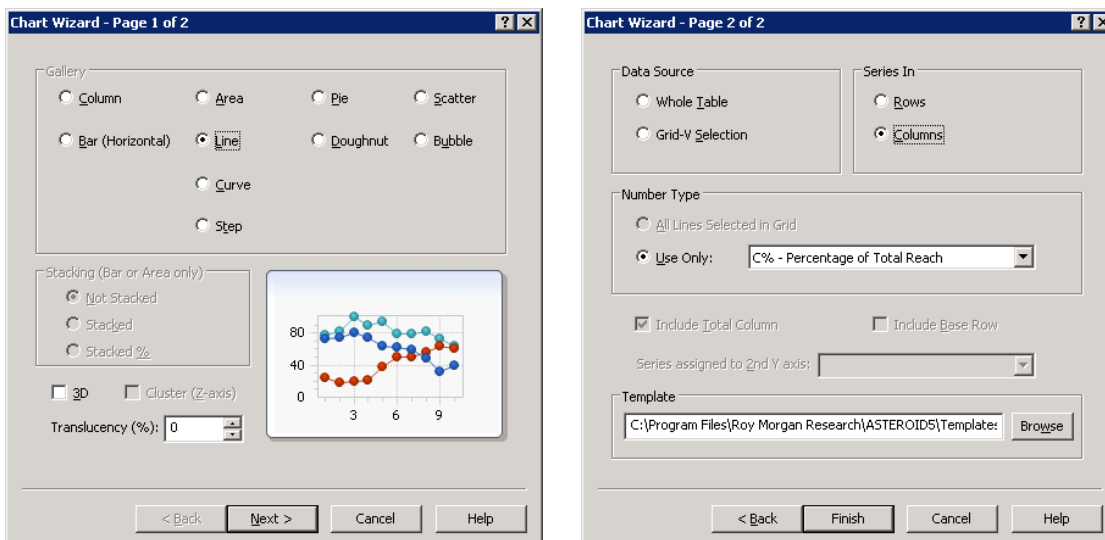 Chart Wizard - Page 1 of 2
Gallery
Column
Area
Pie
Scatter
Bar (Horizontal)
Line
Doughnut
Bubble
Curve
Step
Stacking (Bar or Area only)
Not Stacked
Stacked
Stacked %
3D
Cluster (Z-axis)
Translucency (%): 0
80
40
0
3 6 9
< Back
Next >
Cancel
Help
Chart Wizard - Page 2 of 2
Data Source
Whole Table
Grid-V Selection
Series In
Rows
Columns
Number Type
All Lines Selected in Grid
Use Only: C% - Percentage of Total Reach
Include Total Column
Include Base Row
Series assigned to 2nd Y axis:
Template
C:\Program Files\Roy Morgan Research\ASTEROID5\Templates
Browse
< Back
Finish
Cancel
Help